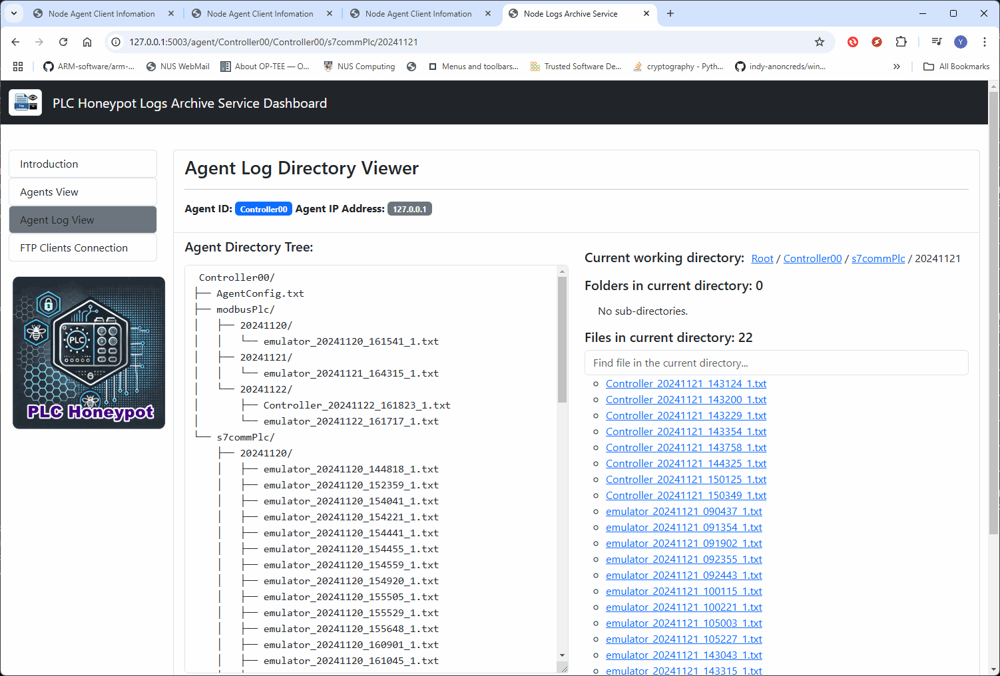 Node Agent Client Infomation
Node Agent Client Infomation
Node Agent Client Infomation
Node Logs Archive Service
127.0.0.1:5003/agent/Controller00/Controller00/s7commPlc/20241121
Y
ARM-software/arm-...
NUS WebMail
About OP-TEE — O...
NUS Computing
Menus and toolbars...
Trusted Software De...
cryptography - Pyth...
indy-anoncreds/win...
All Bookmarks
log
PLC Honeypot Logs Archive Service Dashboard
Introduction
Agents View
Agent Log View
FTP Clients Connection
PLC
PLC Honeypot
Agent Log Directory Viewer
Agent ID: Controller00 Agent IP Address: 127.0.0.1
Agent Directory Tree:
Controller00/
├── AgentConfig.txt
├── modbusPlc/
│   ├── 20241120/
│   │   └── emulator_20241120_161541_1.txt
│   ├── 20241121/
│   │   └── emulator_20241121_164315_1.txt
│   └── 20241122/
│       ├── Controller_20241122_161823_1.txt
│       └── emulator_20241122_161717_1.txt
└── s7commPlc/
    ├── 20241120/
    │   ├── emulator_20241120_144818_1.txt
    │   ├── emulator_20241120_152359_1.txt
    │   ├── emulator_20241120_154041_1.txt
    │   ├── emulator_20241120_154221_1.txt
    │   ├── emulator_20241120_154441_1.txt
    │   ├── emulator_20241120_154455_1.txt
    │   ├── emulator_20241120_154559_1.txt
    │   ├── emulator_20241120_154920_1.txt
    │   ├── emulator_20241120_155505_1.txt
    │   ├── emulator_20241120_155529_1.txt
    │   ├── emulator_20241120_155648_1.txt
    │   ├── emulator_20241120_160901_1.txt
    │   ├── emulator_20241120_161045_1.txt
Current working directory: Root / Controller00 / s7commPlc / 20241121
Folders in current directory: 0
No sub-directories.
Files in current directory: 22
Find file in the current directory...
Controller_20241121_143124_1.txt
Controller_20241121_143200_1.txt
Controller_20241121_143229_1.txt
Controller_20241121_143354_1.txt
Controller_20241121_143758_1.txt
Controller_20241121_144325_1.txt
Controller_20241121_150125_1.txt
Controller_20241121_150349_1.txt
emulator_20241121_090437_1.txt
emulator_20241121_091354_1.txt
emulator_20241121_091902_1.txt
emulator_20241121_092355_1.txt
emulator_20241121_092443_1.txt
emulator_20241121_100115_1.txt
emulator_20241121_100221_1.txt
emulator_20241121_105003_1.txt
emulator_20241121_105227_1.txt
emulator_20241121_143043_1.txt
emulator_20241121_143315_1.txt